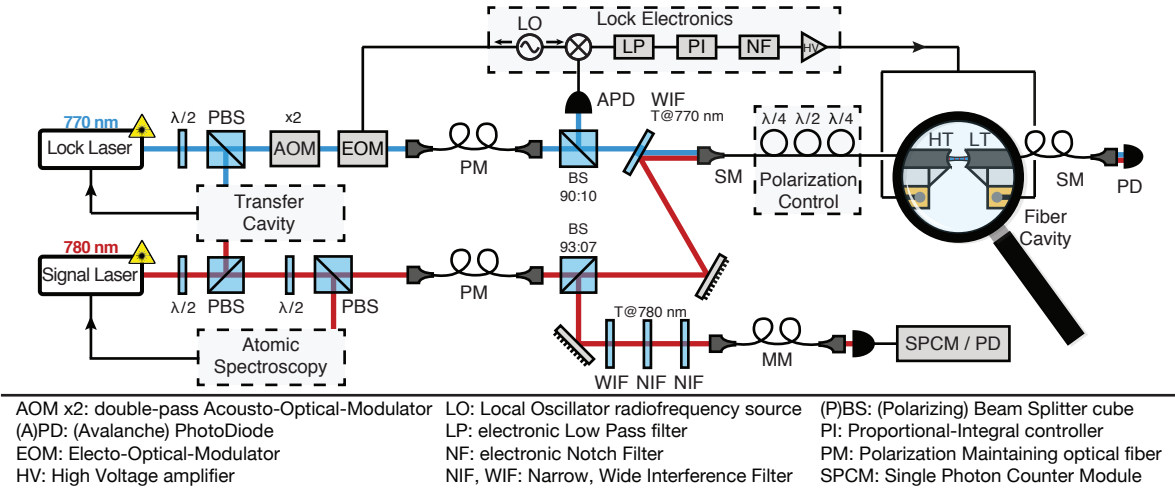 Lock Electronics
LO
LP
PI
NF
HV
APD
WIF
T@770 nm
770 nm
Lock Laser
λ/2
PBS
x2
AOM
EOM
PM
BS
90:10
SM
λ/4 λ/2 λ/4
Polarization
Control
HT LT
SM
PD
Fiber
Cavity
Transfer
Cavity
780 nm
Signal Laser
λ/2
PBS
λ/2
PBS
PM
BS
93:07
Atomic
Spectroscopy
T@780 nm
WIF NIF NIF
MM
SPCM / PD
AOM x2: double-pass Acousto-Optical-Modulator LO: Local Oscillator radiofrequency source (P)BS: (Polarizing) Beam Splitter cube
(A)PD: (Avalanche) PhotoDiode LP: electronic Low Pass filter PI: Proportional-Integral controller
EOM: Electo-Optical-Modulator NF: electronic Notch Filter PM: Polarization Maintaining optical fiber
HV: High Voltage amplifier NIF, WIF: Narrow, Wide Interference Filter SPCM: Single Photon Counter Module